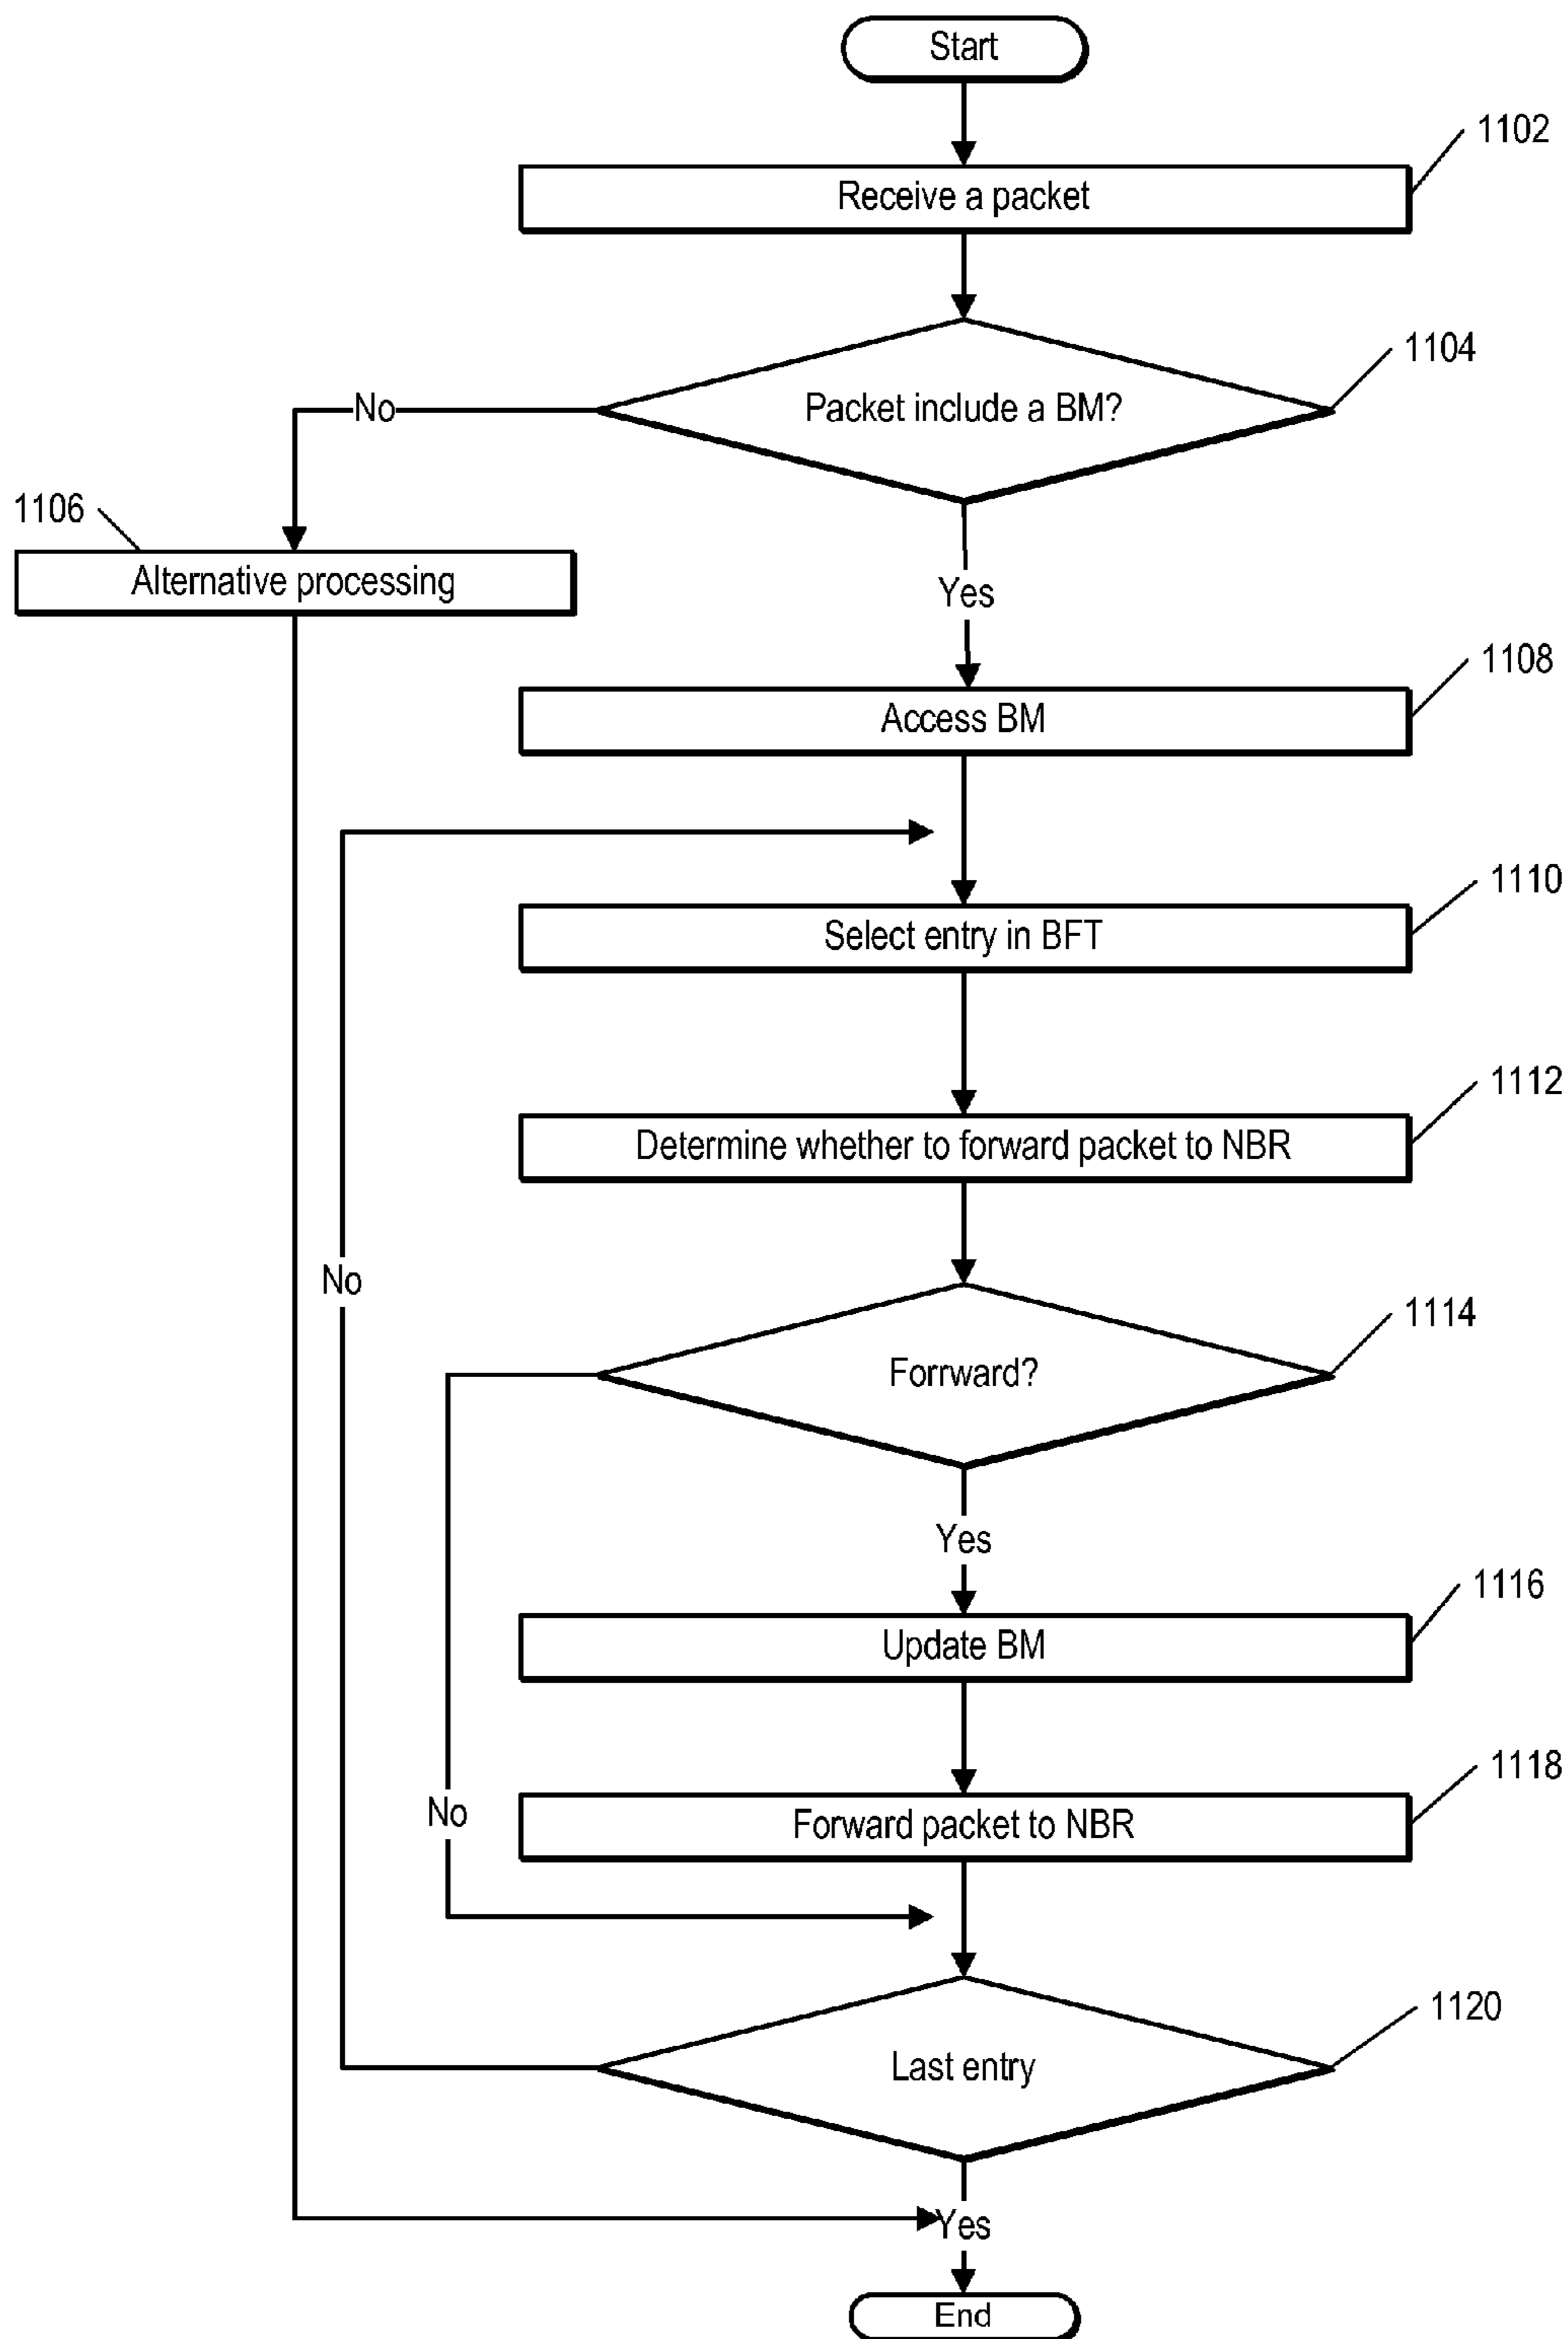 Start
1102
Receive a packet
1104
Packet include a BM?
No
1106
Alternative processing
Yes
1108
Access BM
1110
Select entry in BFT
1112
Determine whether to forward packet to NBR
No
1114
Forrward?
Yes
1116
Update BM
1118
No
Forward packet to NBR
1120
Last entry
Yes
End